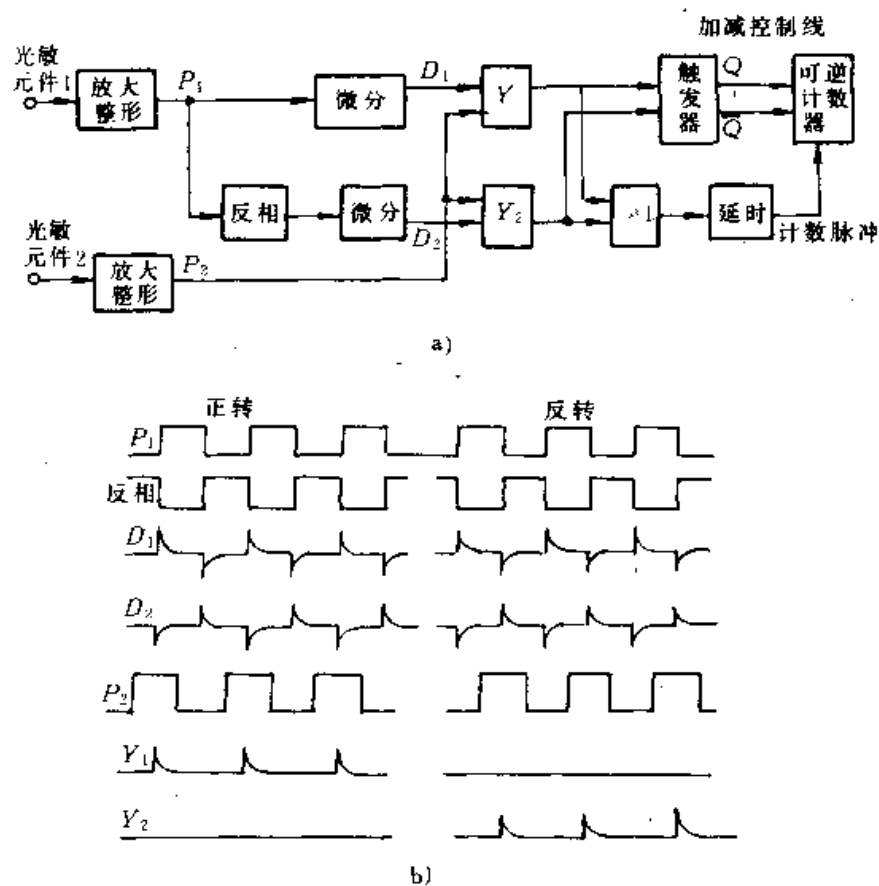 加减控制线
光敏
元件1
放大
整形
P₁
微分
D₁
Y
触
发
器
Q
Q̄
可逆
计数
器
反相
微分
D₂
Y₂
延时
计数脉冲
光敏
元件2
放大
整形
P₂
a)
正转
反转
P₁
反相
D₁
D₂
P₂
Y₁
Y₂
b)